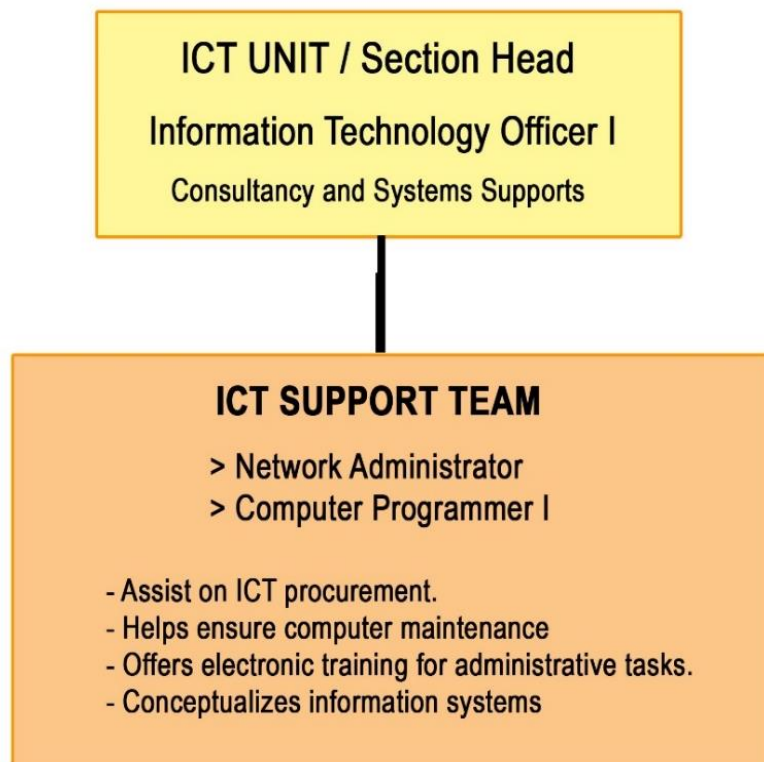 ICT UNIT / Section Head
Information Technology Officer I
Consultancy and Systems Supports
ICT SUPPORT TEAM
> Network Administrator
> Computer Programmer I
- Assist on ICT procurement.
- Helps ensure computer maintenance
- Offers electronic training for administrative tasks.
- Conceptualizes information systems